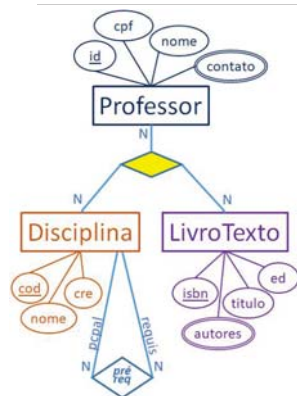 cpf
nome
id
contato
Professor
N
N
N
Disciplina
LivroTexto
cod
cre
nome
isbn
ed
titulo
autores
pcpal
requis
N
pré
req
N